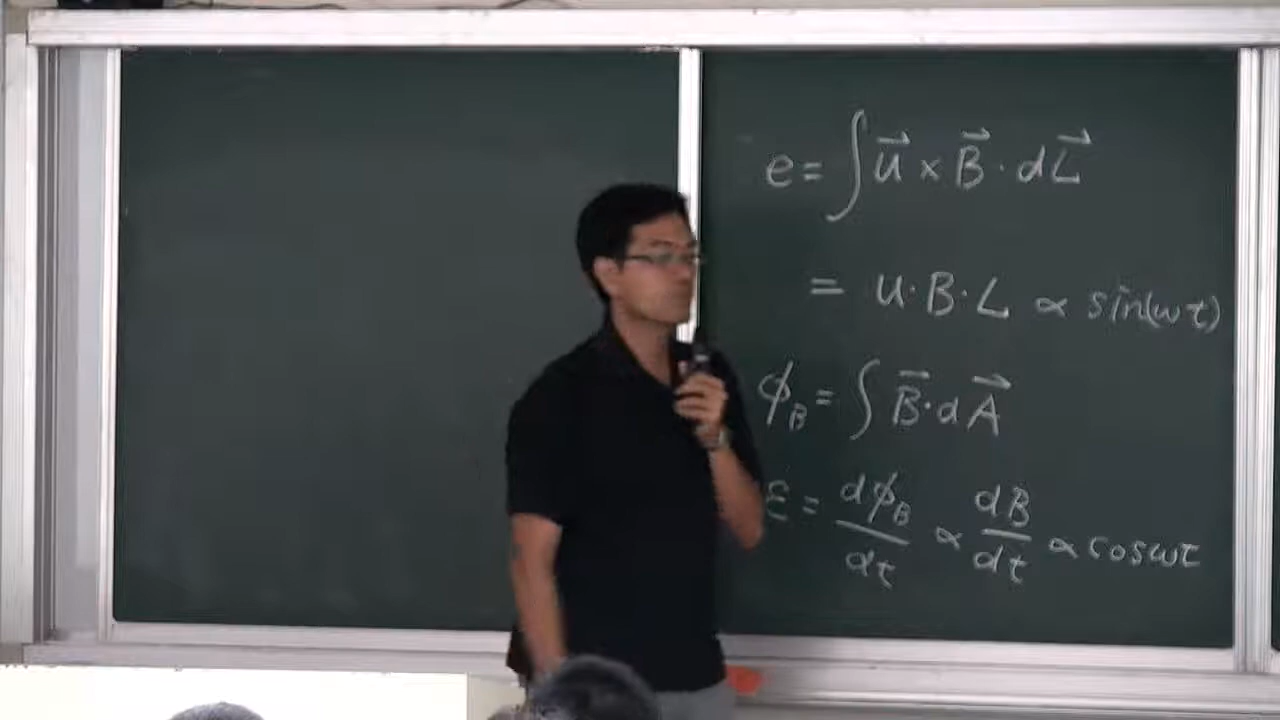 e = ∫ u⃗ × B⃗ · dL⃗
= u · B · L ∝ sin(ωt)
ϕ_B = ∫ B⃗ · dA⃗
ε = dϕ_B/dt ∝ dB/dt ∝ cosωt